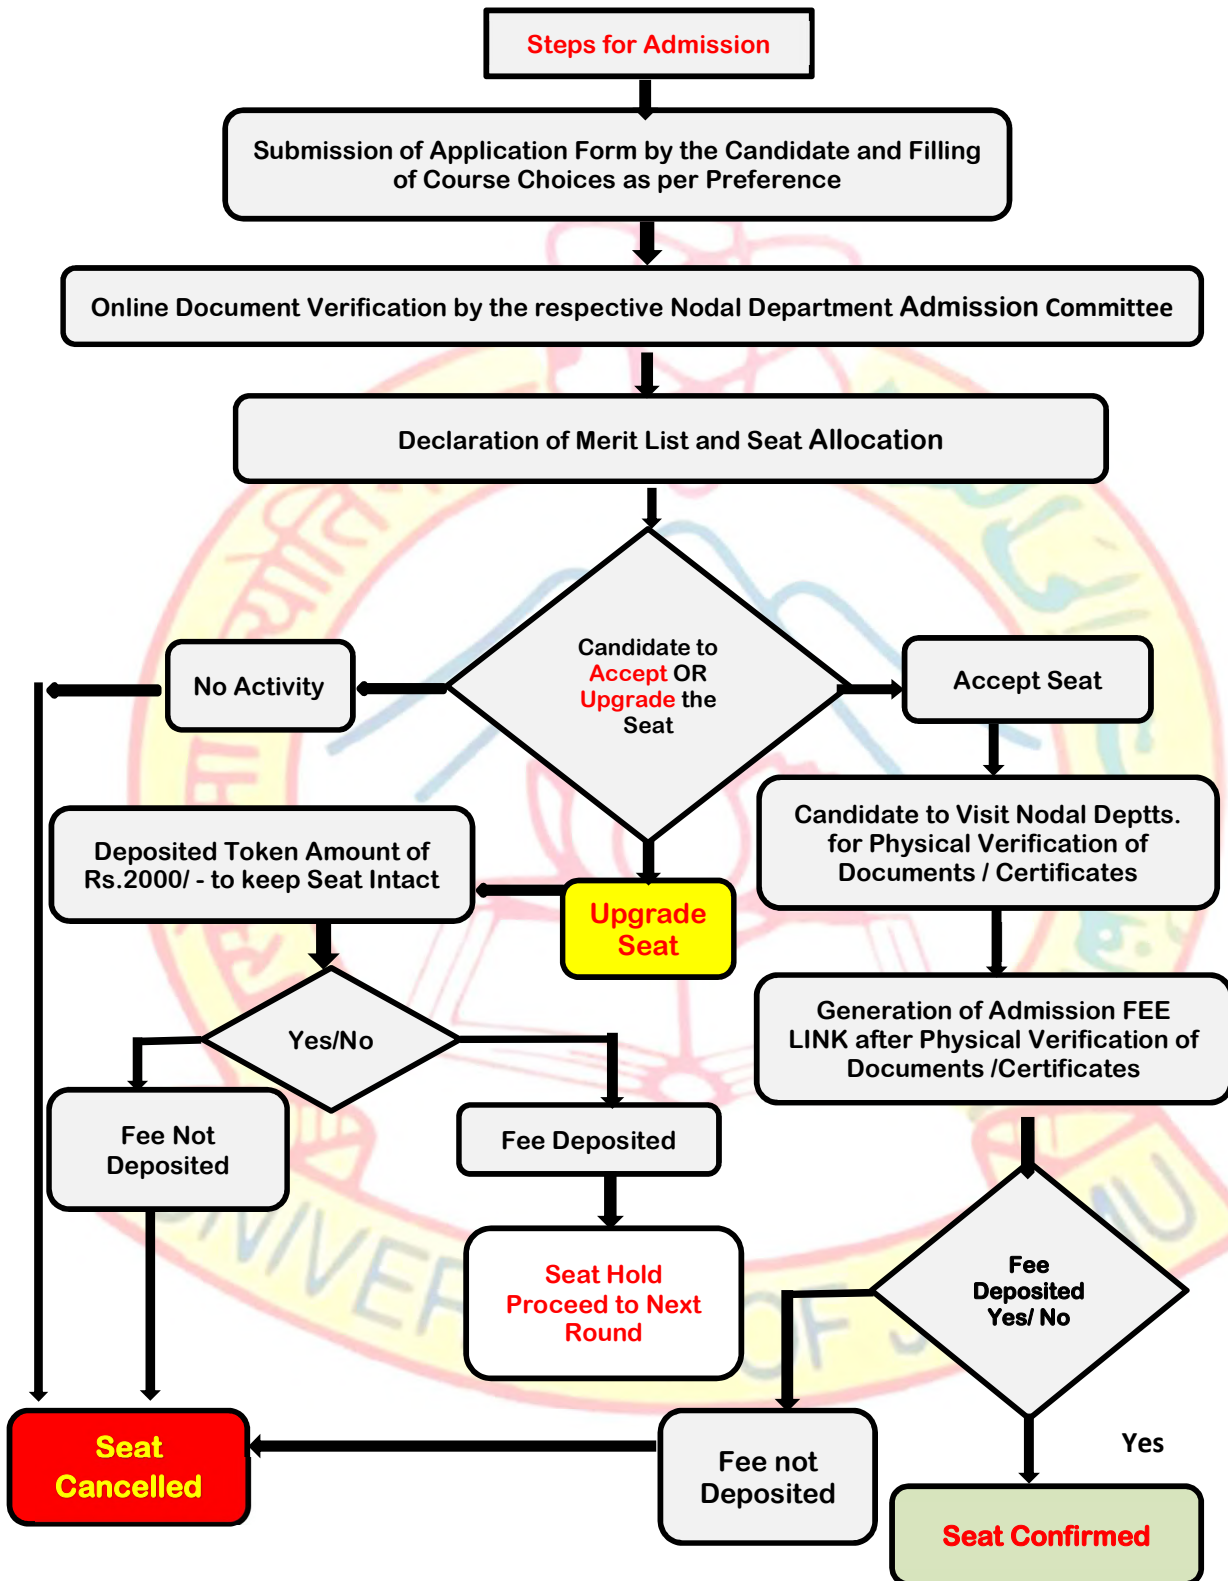 Steps for Admission
Submission of Application Form by the Candidate and Filling
of Course Choices as per Preference
Online Document Verification by the respective Nodal Department Admission Committee
Declaration of Merit List and Seat Allocation
Candidate to
Accept OR
Upgrade the
Seat
No Activity
Accept Seat
Deposited Token Amount of
Rs.2000/ - to keep Seat Intact
Upgrade
Seat
Candidate to Visit Nodal Deptts.
for Physical Verification of
Documents / Certificates
Yes/No
Generation of Admission FEE
LINK after Physical Verification of
Documents /Certificates
Fee Not
Deposited
Fee Deposited
Seat Hold
Proceed to Next
Round
Fee
Deposited
Yes/ No
Seat
Cancelled
Fee not
Deposited
Yes
Seat Confirmed